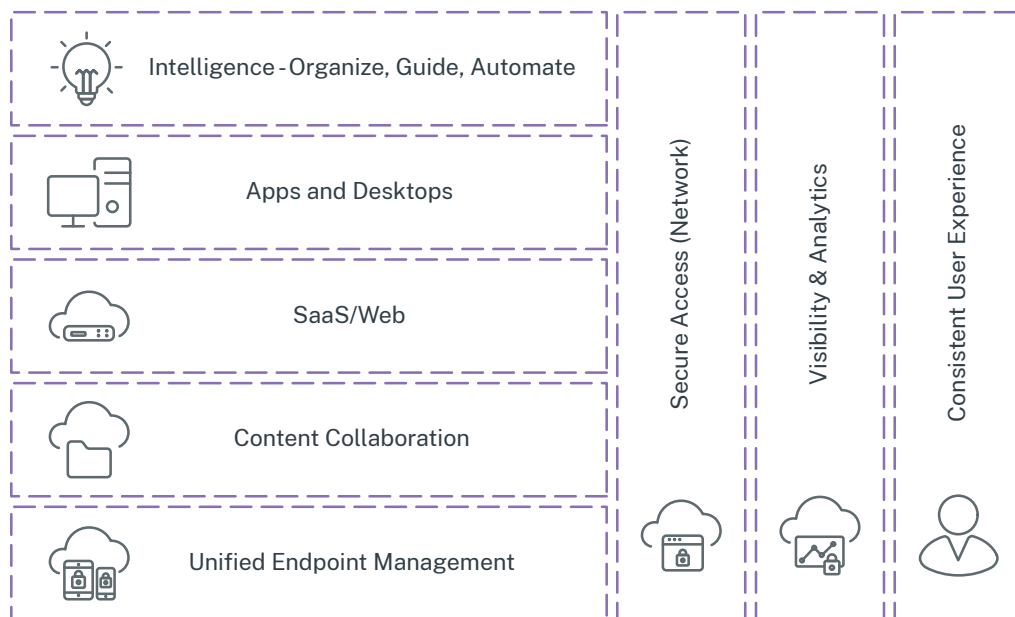 Intelligence - Organize, Guide, Automate
Apps and Desktops
SaaS/Web
Content Collaboration
Unified Endpoint Management
Secure Access (Network)
Visibility & Analytics
Consistent User Experience